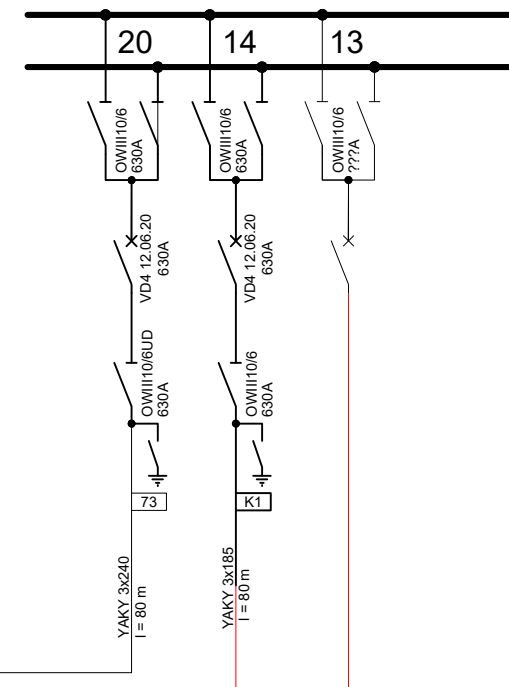 20
14
13
OWIII10/6
630A
OWIII10/6
630A
OWIII10/6
???A
VD4 12.06.20
630A
VD4 12.06.20
630A
OWIII10/6UD
630A
OWIII10/6
630A
73
K1
YAKY 3x240
l = 80 m
YAKY 3x185
l = 80 m